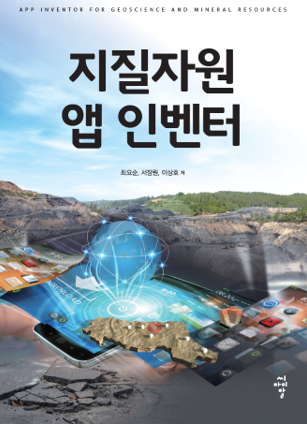 APP INVENTOR FOR GEOSCIENCE AND MINERAL RESOURCES
지질자원
앱 인벤터
최요순, 서장원, 이상호 저
DOWNLOAD
씨
아이
알